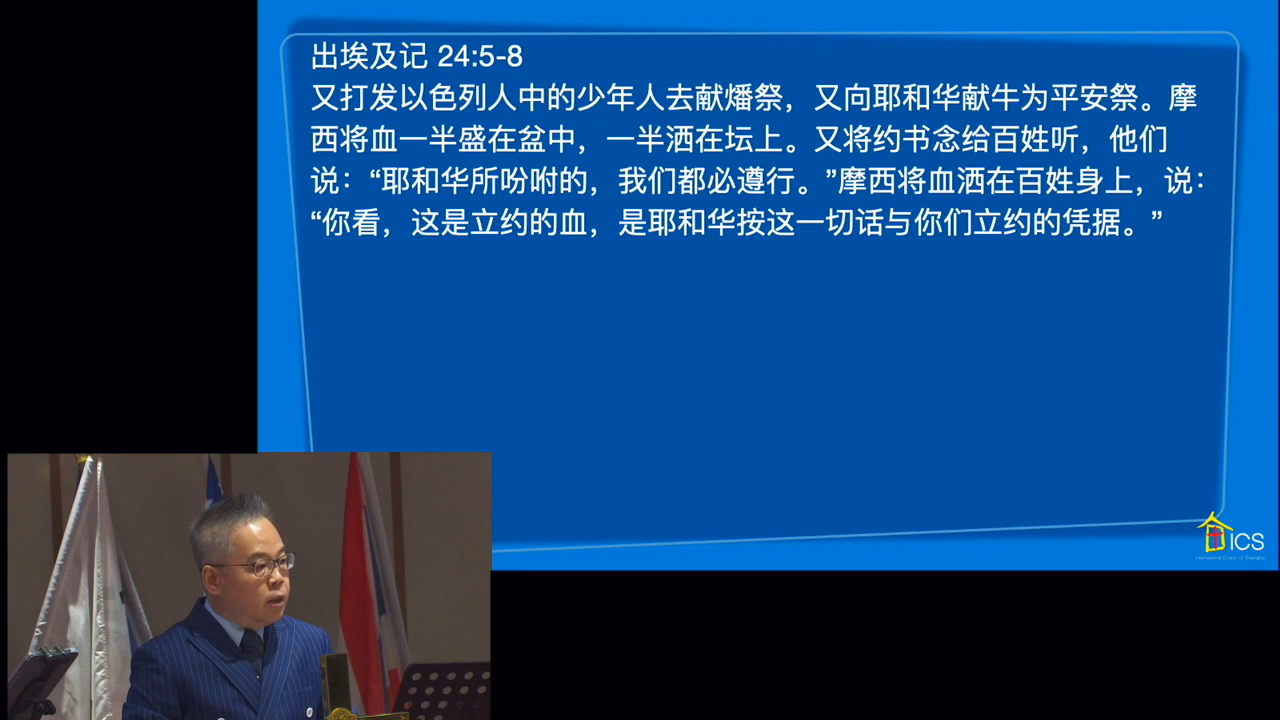 出埃及记 24:5-8
又打发以色列人中的少年人去献燔祭，又向耶和华献牛为平安祭。摩
西将血一半盛在盆中，一半洒在坛上。又将约书念给百姓听，他们
说：“耶和华所吩咐的，我们都必遵行。”摩西将血洒在百姓身上，说：
“你看，这是立约的血，是耶和华按这一切话与你们立约的凭据。”
ICS
International Church of Shanghai